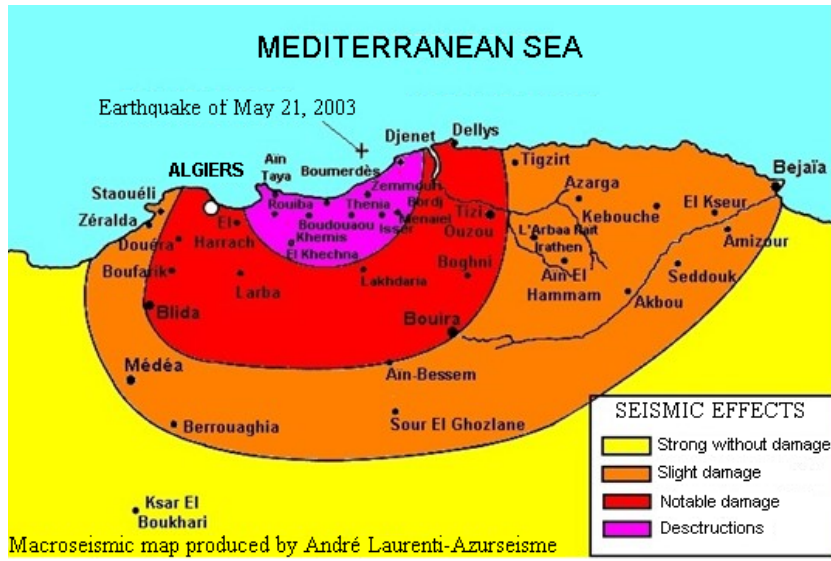 MEDITERRANEAN SEA
Earthquake of May 21, 2003
Djenet
Dellys
ALGIERS
Aïn
Taya
Boumerdès
Tigzirt
Bejaïa
Staouéli
Zemmouri
Azarga
Zéralda
Rouiba
Thenia
Bordj
Menaiel
El Kseur
Kebouche
El
Harrach
Boudouaou
Isser
Tizi
Ouzou
L'Arbaa Nait
Irathen
Amizour
Douéra
Khemis
El Khechna
Boufarik
Larba
Lakhdaria
Boghni
Aïn El
Hammam
Seddouk
Akbou
Blida
Bouira
Médéa
Aïn-Bessem
Berrouaghia
Sour El Ghozlane
SEISMIC EFFECTS
Strong without damage
Slight damage
Notable damage
Desctructions
Ksar El
Boukhari
Macroseismic map produced by André Laurenti-Azurseisme